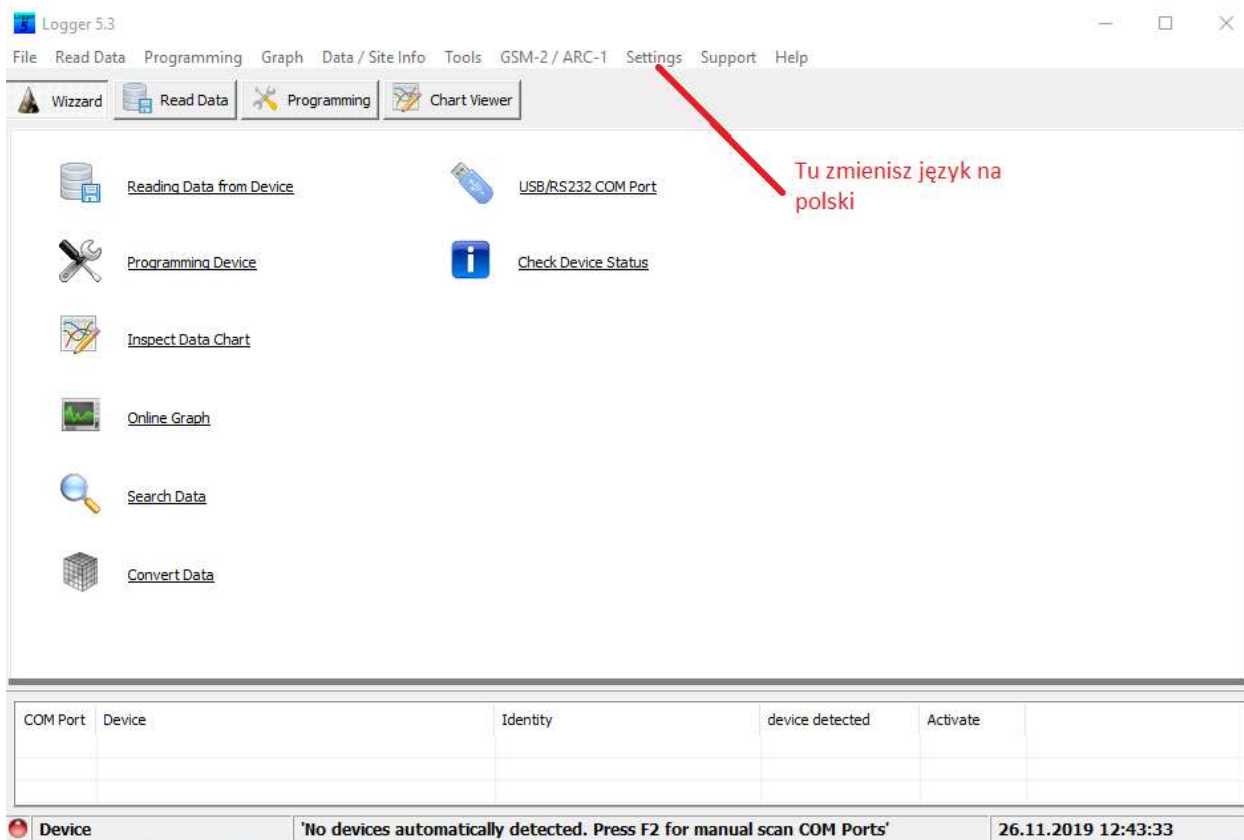 Logger 5.3
File Read Data Programming Graph Data / Site Info Tools GSM-2 / ARC-1 Settings Support Help
Wizzard Read Data Programming Chart Viewer
Reading Data from Device USB/RS232 COM Port
Tu zmienisz język na
polski
Programming Device Check Device Status
Inspect Data Chart
Online Graph
Search Data
Convert Data
COM Port Device Identity device detected Activate
Device 'No devices automatically detected. Press F2 for manual scan COM Ports' 26.11.2019 12:43:33